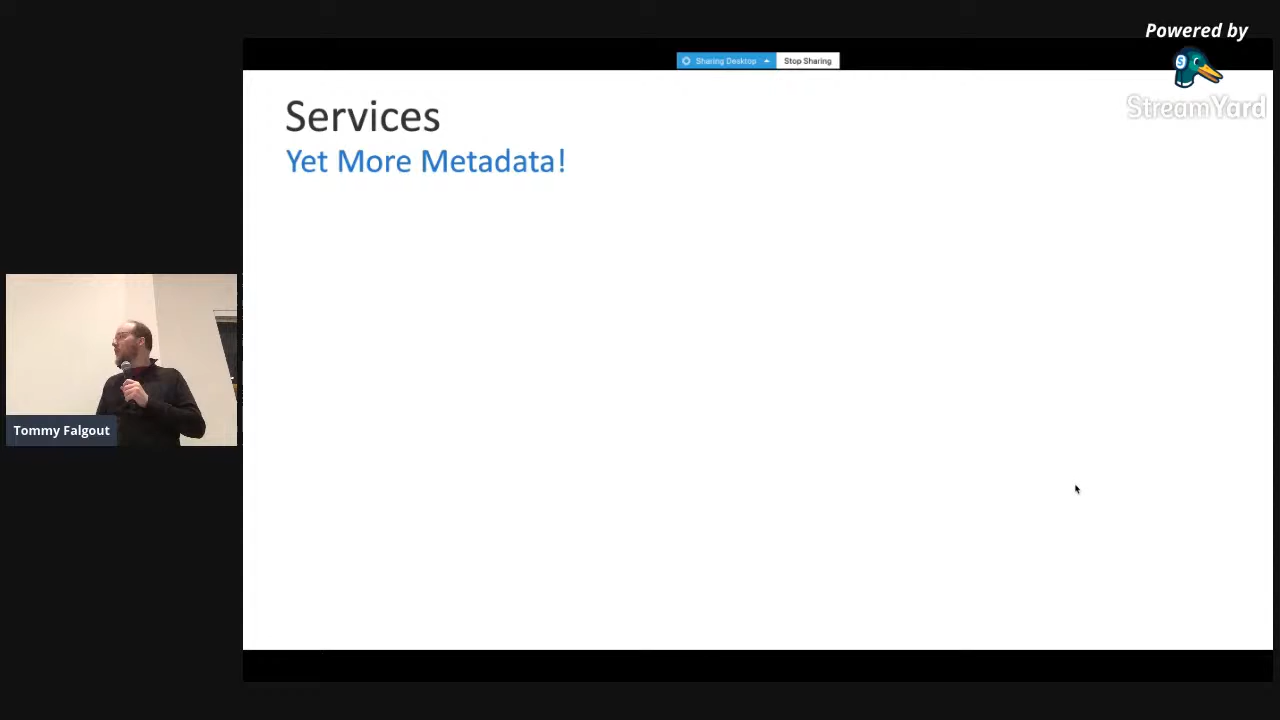 Powered by
StreamYard
Sharing Desktop
Stop Sharing
Services
Yet More Metadata!
Tommy Falgout